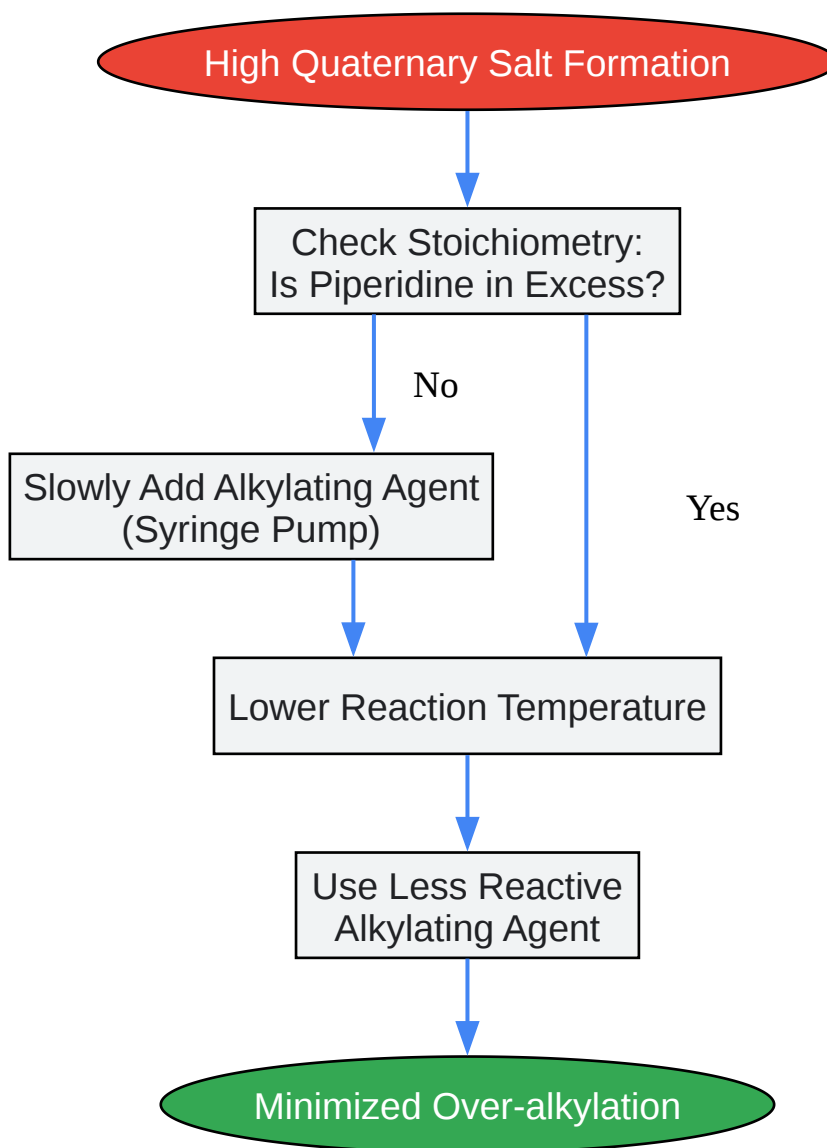 High Quaternary Salt Formation
Check Stoichiometry:
Is Piperidine in Excess?
No
Slowly Add Alkylating Agent
(Syringe Pump)
Yes
Lower Reaction Temperature
Use Less Reactive
Alkylating Agent
Minimized Over-alkylation